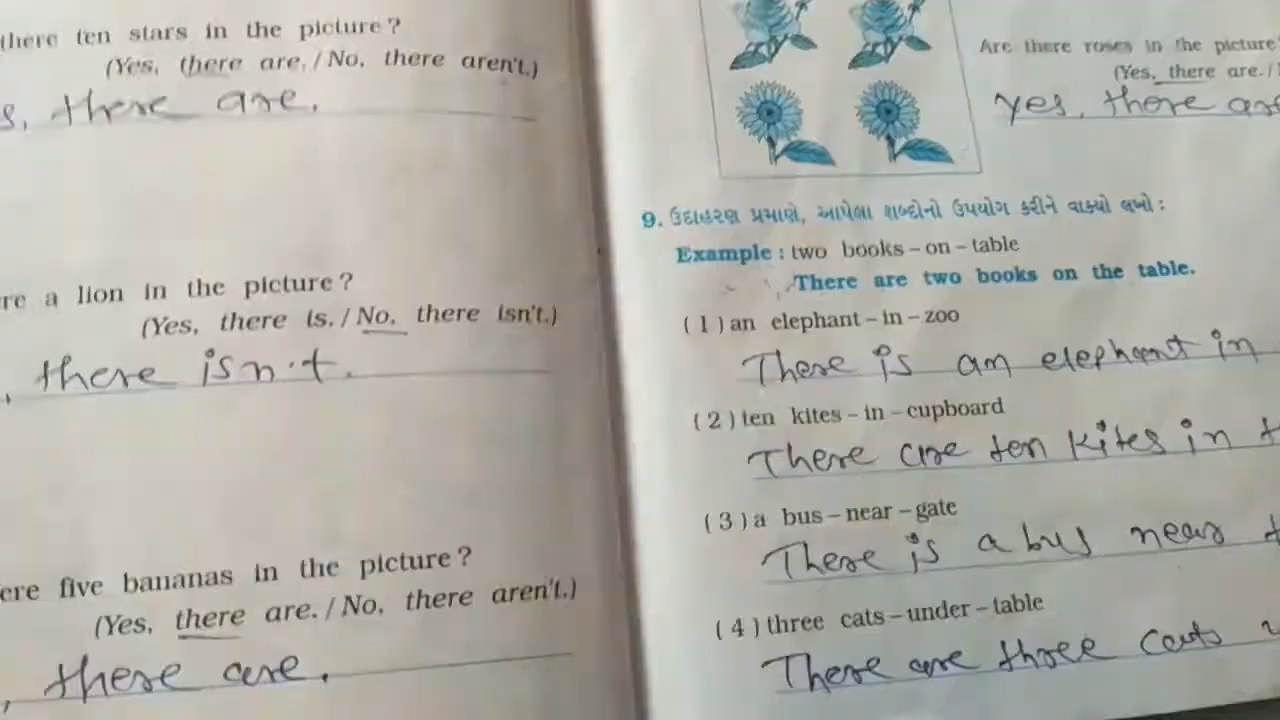 there ten stars in the picture?
(Yes, there are. / No, there aren't.)
s, there are.
re a lion in the picture?
(Yes, there is. / No, there isn't.)
, there isn't.
ere five bananas in the picture?
(Yes, there are. / No, there aren't.)
, there are.
Are there roses in the picture?
(Yes, there are. /
Yes, there are
9. ઉદાહરણ પ્રમાણે, આપેલા શબ્દોનો ઉપયોગ કરીને વાક્યો લખો :
Example : two books – on – table
There are two books on the table.
( 1 ) an elephant – in – zoo
There is an elephant in
( 2 ) ten kites – in – cupboard
There are ten kites in t
( 3 ) a bus – near – gate
There is a bus near t
( 4 ) three cats – under – table
There are three cats u